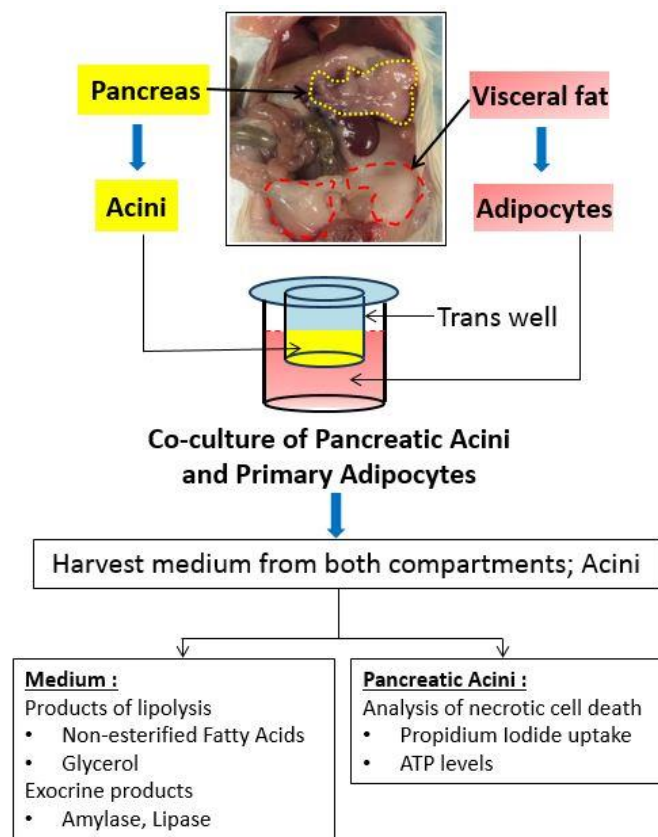 Pancreas
Visceral fat
Acini
Adipocytes
Trans well
Co-culture of Pancreatic Acini
and Primary Adipocytes
Harvest medium from both compartments; Acini
Medium :
Products of lipolysis
• Non-esterified Fatty Acids
• Glycerol
Exocrine products
• Amylase, Lipase
Pancreatic Acini :
Analysis of necrotic cell death
• Propidium Iodide uptake
• ATP levels